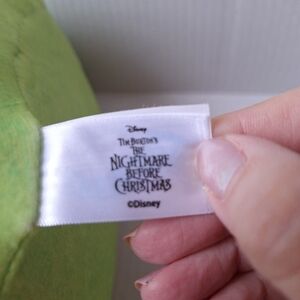 Disney
TIM BURTON'S
THE
NIGHTMARE
BEFORE
CHRISTMAS
©Disney